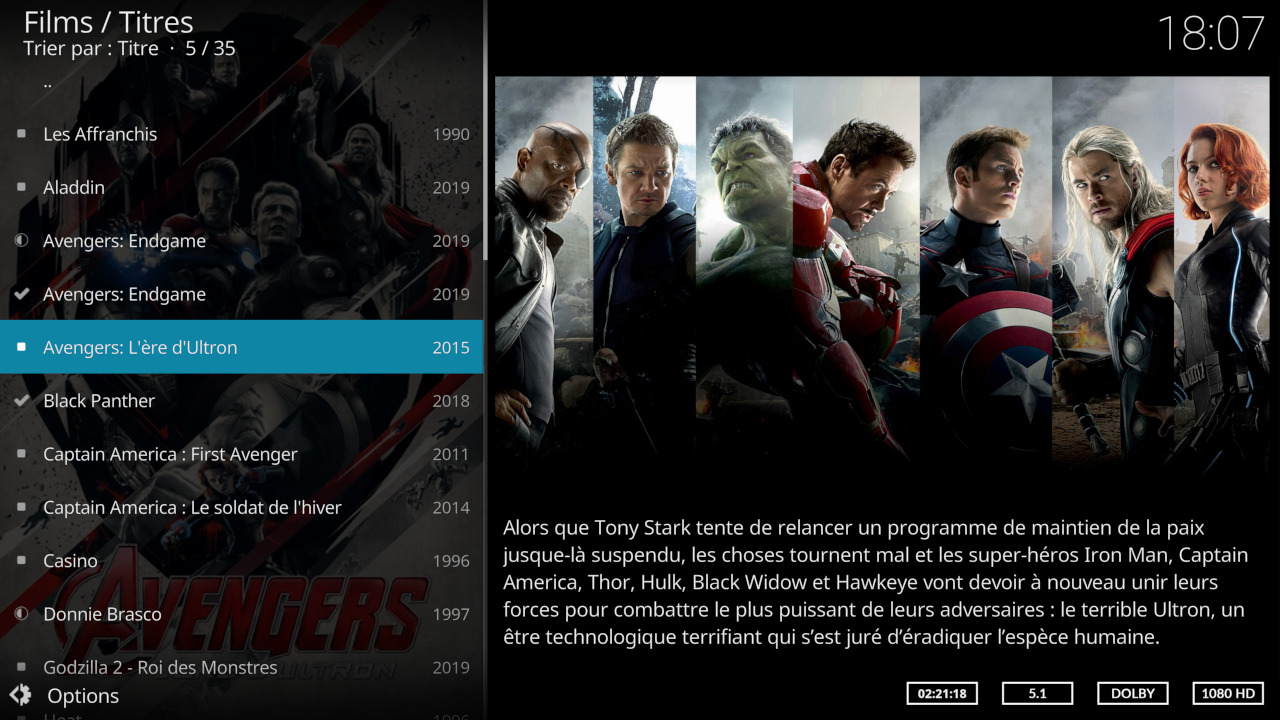 Films / Titres
Trier par : Titre · 5 / 35
18:07
..
Les Affranchis 1990
Aladdin 2019
Avengers: Endgame 2019
Avengers: Endgame 2019
Avengers: L'ère d'Ultron 2015
Black Panther 2018
Captain America : First Avenger 2011
Captain America : Le soldat de l'hiver 2014
Casino 1996
Donnie Brasco 1997
Godzilla 2 - Roi des Monstres 2019
Heat 1996
Options
AVENGERS
ULTRON
Alors que Tony Stark tente de relancer un programme de maintien de la paix
jusque-là suspendu, les choses tournent mal et les super-héros Iron Man, Captain
America, Thor, Hulk, Black Widow et Hawkeye vont devoir à nouveau unir leurs
forces pour combattre le plus puissant de leurs adversaires : le terrible Ultron, un
être technologique terrifiant qui s’est juré d’éradiquer l’espèce humaine.
02:21:18
5.1
DOLBY
1080 HD